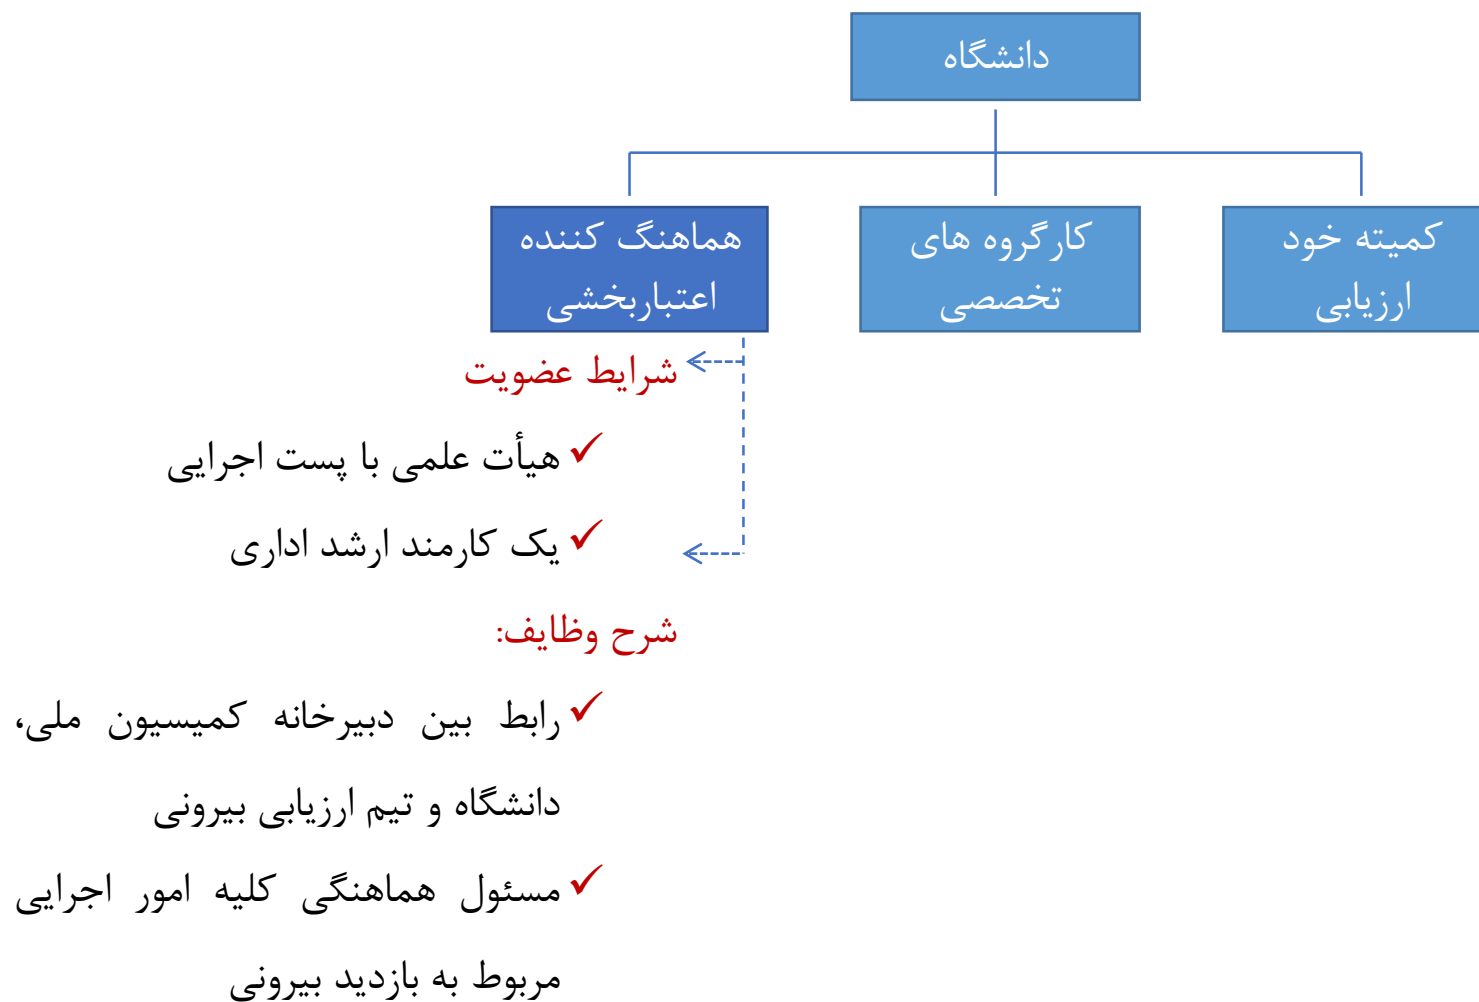 دانشگاه
کمیته خود
ارزیابی
کارگروه های
تخصصی
هماهنگ کننده
اعتباربخشی
شرایط عضویت
هیأت علمی با پست اجرایی
یک کارمند ارشد اداری
شرح وظایف:
رابط بین دبیرخانه کمیسیون ملی،
دانشگاه و تیم ارزیابی بیرونی
مسئول هماهنگی کلیه امور اجرایی
مربوط به بازدید بیرونی